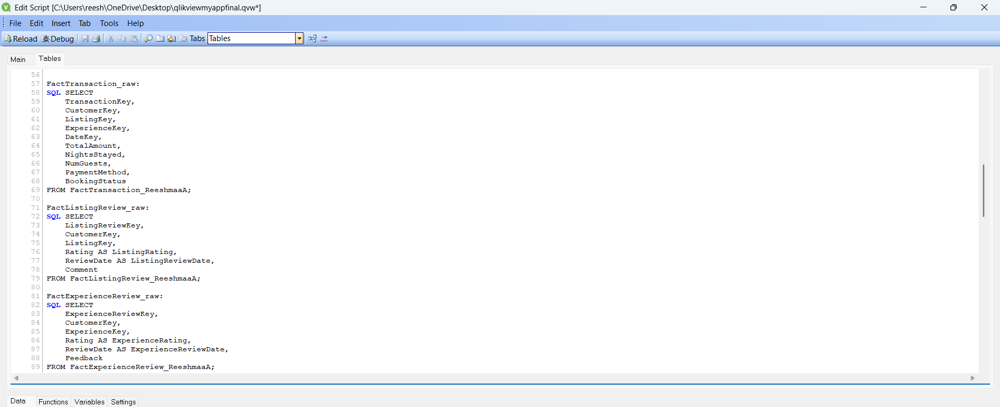 Edit Script [C:\Users\reesh\OneDrive\Desktop\qlikviewmyappfinal.qvw*]
File Edit Insert Tab Tools Help
Reload Debug Tabs Tables
Main Tables
56
57 FactTransaction_raw:
58 SQL SELECT
59 TransactionKey,
60 CustomerKey,
61 ListingKey,
62 ExperienceKey,
63 DateKey,
64 TotalAmount,
65 NightsStayed,
66 NumGuests,
67 PaymentMethod,
68 BookingStatus
69 FROM FactTransaction_ReeshmaaA;
70
71 FactListingReview_raw:
72 SQL SELECT
73 ListingReviewKey,
74 CustomerKey,
75 ListingKey,
76 Rating AS ListingRating,
77 ReviewDate AS ListingReviewDate,
78 Comment
79 FROM FactListingReview_ReeshmaaA;
80
81 FactExperienceReview_raw:
82 SQL SELECT
83 ExperienceReviewKey,
84 CustomerKey,
85 ExperienceKey,
86 Rating AS ExperienceRating,
87 ReviewDate AS ExperienceReviewDate,
88 Feedback
89 FROM FactExperienceReview_ReeshmaaA;
Data Functions Variables Settings